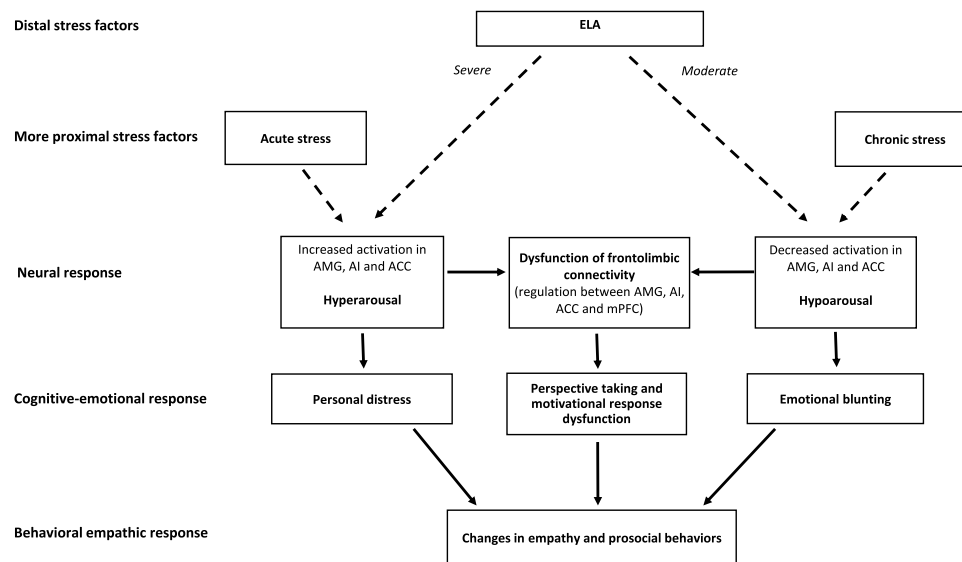 Distal stress factors
ELA
Severe
Moderate
More proximal stress factors
Acute stress
Chronic stress
Neural response
Increased activation in
AMG, AI and ACC
Hyperarousal
Dysfunction of frontolimbic
connectivity
(regulation between AMG, AI,
ACC and mPFC)
Decreased activation in
AMG, AI and ACC
Hypoarousal
Cognitive-emotional response
Personal distress
Perspective taking and
motivational response
dysfunction
Emotional blunting
Behavioral empathic response
Changes in empathy and prosocial behaviors